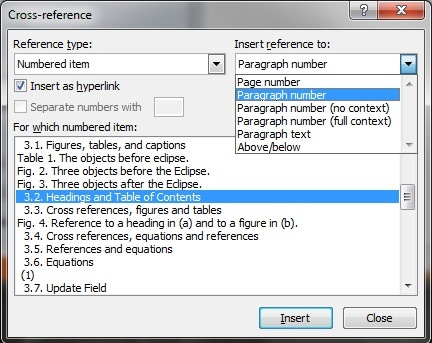 Cross-reference
Reference type:
Insert reference to:
Numbered item
Paragraph number
Insert as hyperlink
Page number
Paragraph number
Paragraph number (no context)
Paragraph number (full context)
Paragraph text
Above/below
Separate numbers with
For which numbered item:
3.1. Figures, tables, and captions
Table 1. The objects before eclipse.
Fig. 2. Three objects before the Eclipse.
Fig. 3. Three objects after the Eclipse.
3.2. Headings and Table of Contents
3.3. Cross references, figures and tables
Fig. 4. Reference to a heading in (a) and to a figure in (b).
3.4. Cross references, equations and references
3.5. References and equations
3.6. Equations
(1)
3.7. Update Field
Insert
Close